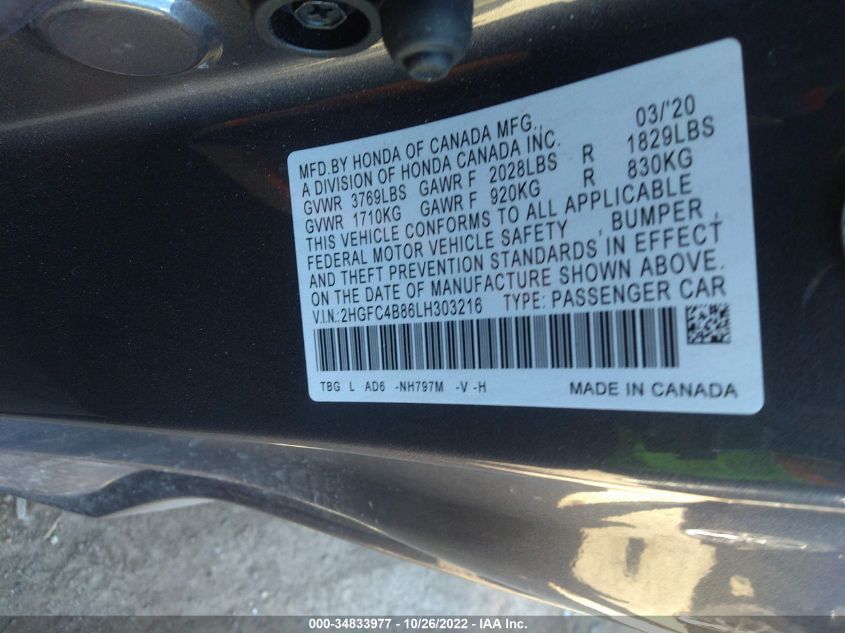 MFD.BY HONDA OF CANADA MFG., 03/'20
A DIVISION OF HONDA CANADA INC.
GVWR 3769LBS GAWR F 2028LBS R 1829LBS
GVWR 1710KG GAWR F 920KG R 830KG
THIS VEHICLE CONFORMS TO ALL APPLICABLE
FEDERAL MOTOR VEHICLE SAFETY , BUMPER ,
AND THEFT PREVENTION STANDARDS IN EFFECT
ON THE DATE OF MANUFACTURE SHOWN ABOVE.
V.I.N.:2HGFC4B86LH303216 TYPE: PASSENGER CAR
TBG L AD6 -NH797M -V -H MADE IN CANADA
000-34833977 • 10/26/2022 • IAA Inc.